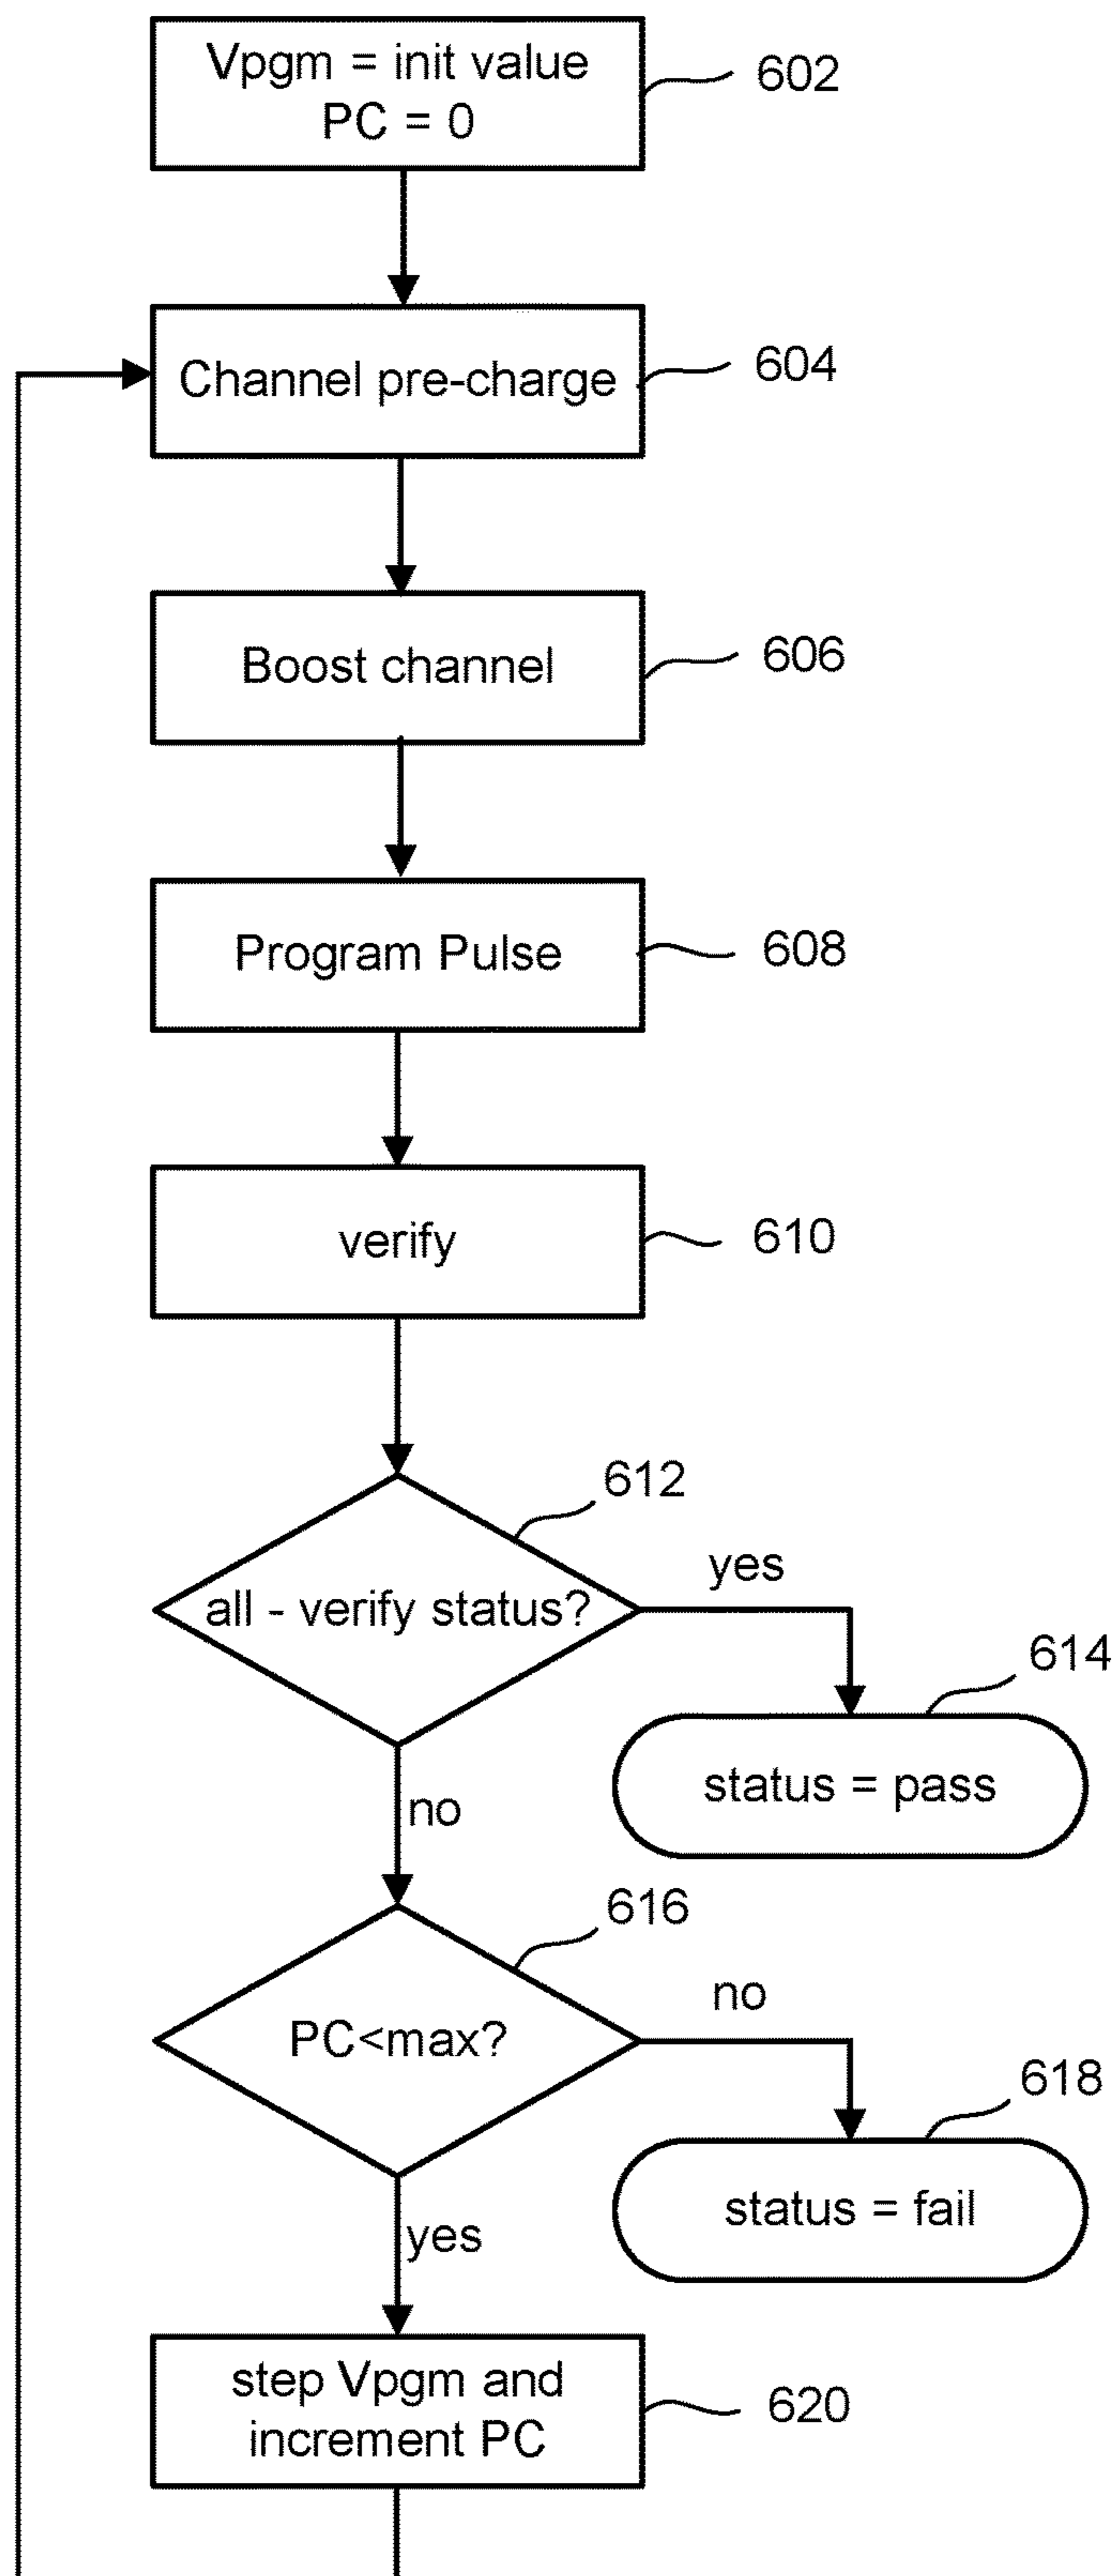 Vpgm = init value
PC = 0
602
Channel pre-charge
604
Boost channel
606
Program Pulse
608
verify
610
612
all - verify status?
yes
614
status = pass
no
616
PC<max?
no
618
status = fail
yes
step Vpgm and
increment PC
620